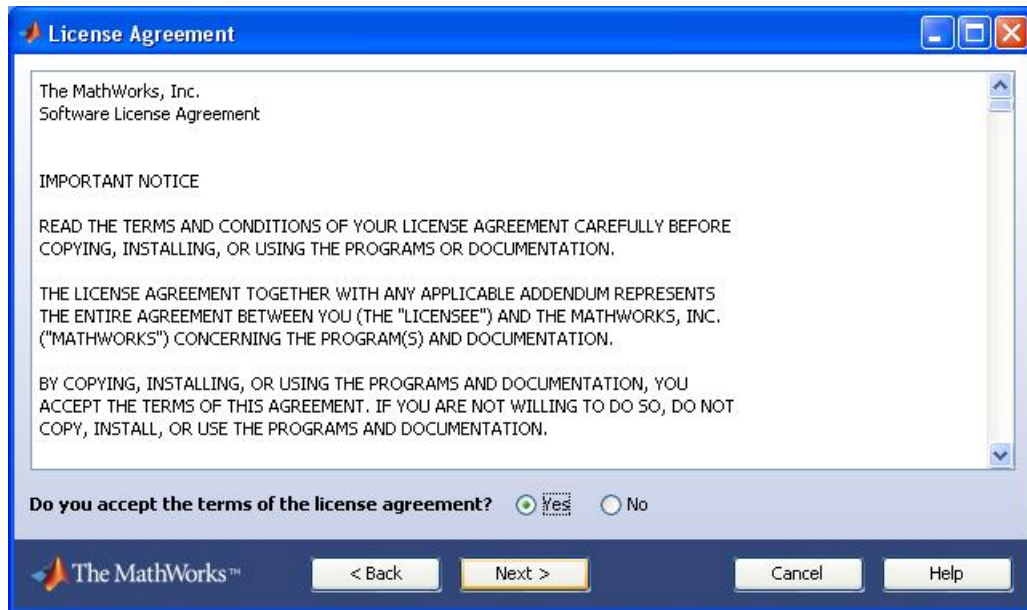 License Agreement
The MathWorks, Inc.
Software License Agreement
IMPORTANT NOTICE
READ THE TERMS AND CONDITIONS OF YOUR LICENSE AGREEMENT CAREFULLY BEFORE
COPYING, INSTALLING, OR USING THE PROGRAMS OR DOCUMENTATION.
THE LICENSE AGREEMENT TOGETHER WITH ANY APPLICABLE ADDENDUM REPRESENTS
THE ENTIRE AGREEMENT BETWEEN YOU (THE "LICENSEE") AND THE MATHWORKS, INC.
("MATHWORKS") CONCERNING THE PROGRAM(S) AND DOCUMENTATION.
BY COPYING, INSTALLING, OR USING THE PROGRAMS AND DOCUMENTATION, YOU
ACCEPT THE TERMS OF THIS AGREEMENT. IF YOU ARE NOT WILLING TO DO SO, DO NOT
COPY, INSTALL, OR USE THE PROGRAMS AND DOCUMENTATION.
Do you accept the terms of the license agreement? Yes No
The MathWorks™ < Back Next > Cancel Help